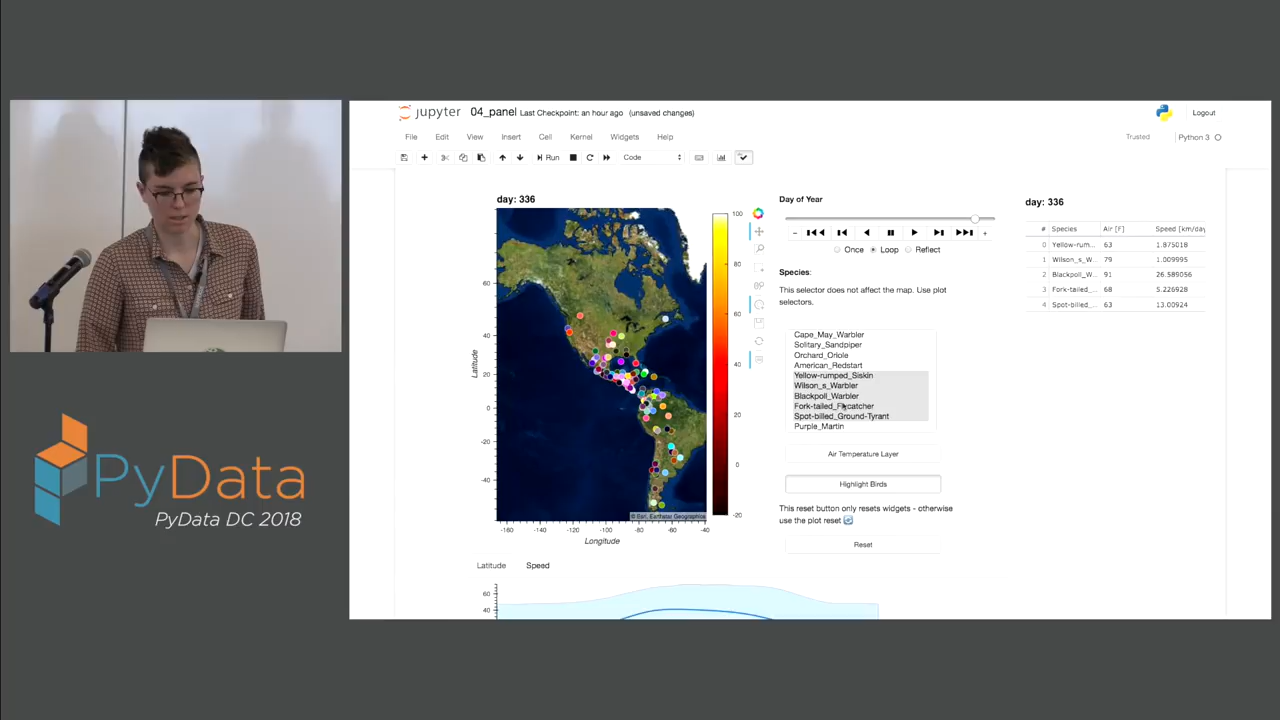 jupyter 04_panel Last Checkpoint: an hour ago (unsaved changes)
Logout
File Edit View Insert Cell Kernel Widgets Help
Trusted
Python 3
Run
Code
day: 336
100
80
60
40
20
0
-20
60
40
20
0
-20
-40
Latitude
-160 -140 -120 -100 -80 -60 -40
Longitude
© Esri, Earthstar Geographics
Day of Year
- +
Once Loop Reflect
Species:
This selector does not affect the map. Use plot
selectors.
Cape_May_Warbler
Solitary_Sandpiper
Orchard_Oriole
American_Redstart
Yellow-rumped_Siskin
Wilson_s_Warbler
Blackpoll_Warbler
Fork-tailed_Flycatcher
Spot-billed_Ground-Tyrant
Purple_Martin
Air Temperature Layer
Highlight Birds
This reset button only resets widgets - otherwise
use the plot reset
Reset
day: 336
# Species Air [F] Speed [km/day
0 Yellow-rum... 63 1.875018
1 Wilson_s_W... 79 1.009995
2 Blackpoll_W... 91 26.589056
3 Fork-tailed_... 68 5.226928
4 Spot-billed_... 63 13.00924
Latitude Speed
60
40
PyData
PyData DC 2018